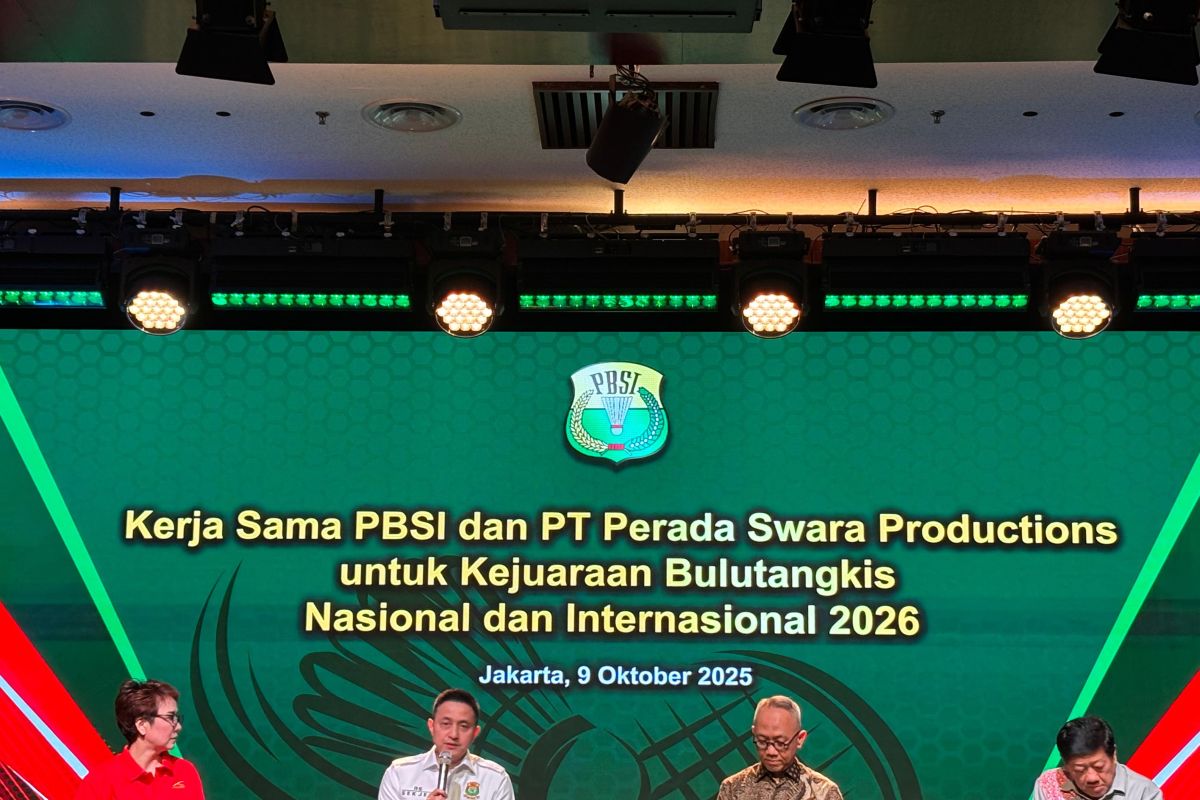 PBSI
Kerja Sama PBSI dan PT Perada Swara Productions
untuk Kejuaraan Bulutangkis
Nasional dan Internasional 2026
Jakarta, 9 Oktober 2025